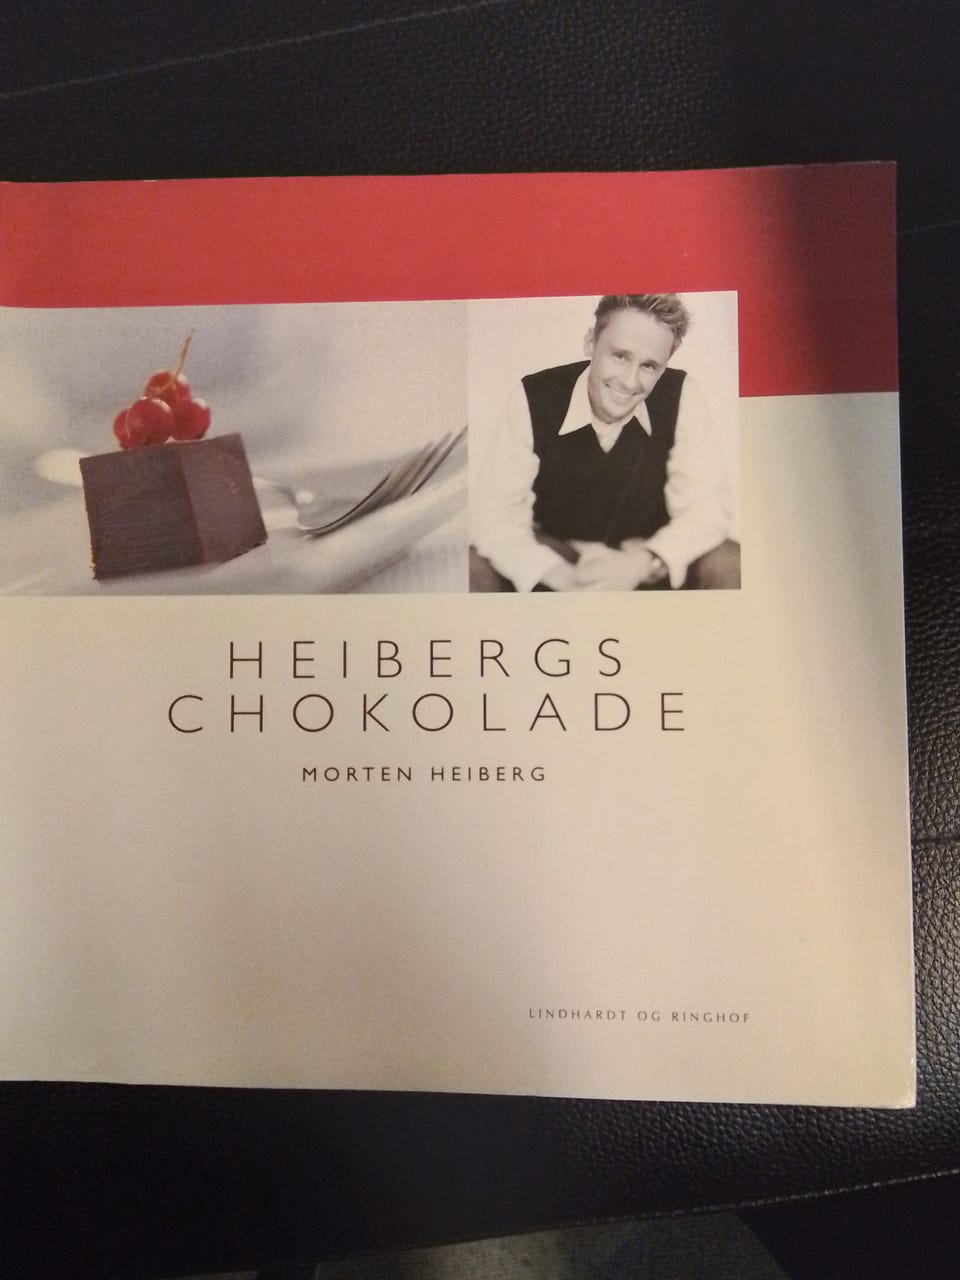 HEIBERGS
CHOKOLADE
MORTEN HEIBERG
LINDHARDT OG RINGHOF